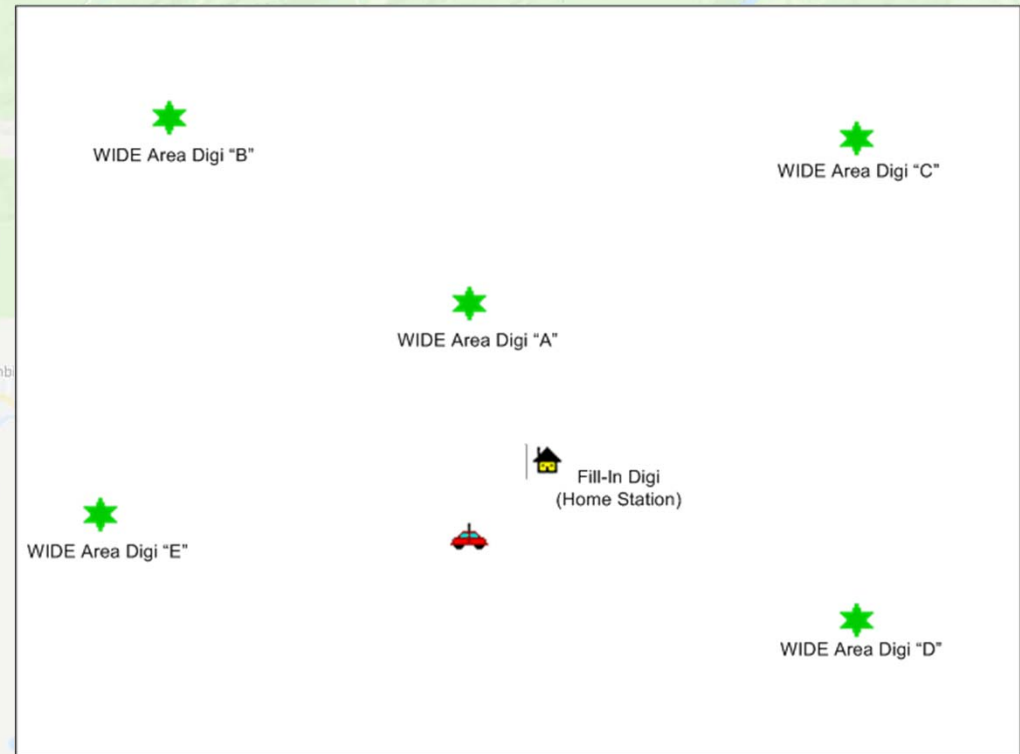 WIDE Area Digi “B”
WIDE Area Digi “C”
WIDE Area Digi “A”
Fill-In Digi
(Home Station)
WIDE Area Digi “E”
WIDE Area Digi “D”